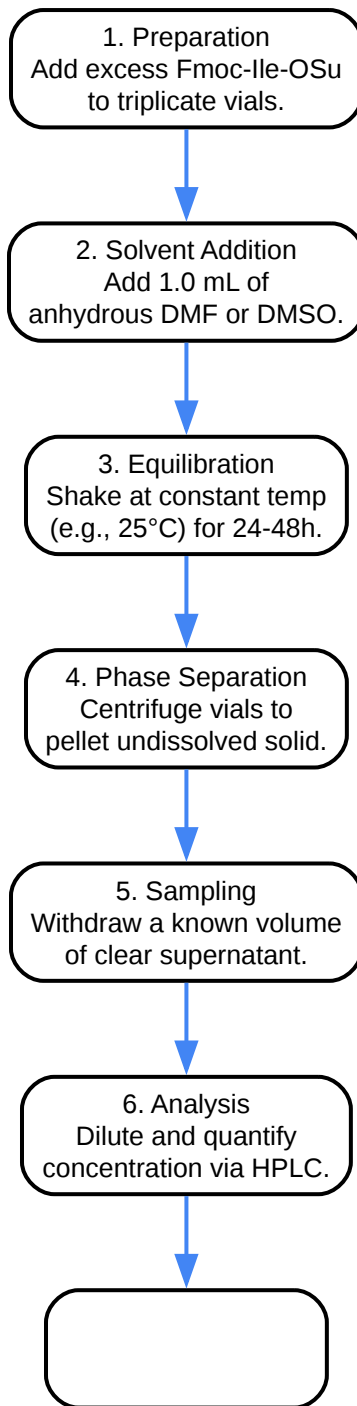 1. Preparation
Add excess Fmoc-Ile-OSu
to triplicate vials.
2. Solvent Addition
Add 1.0 mL of
anhydrous DMF or DMSO.
3. Equilibration
Shake at constant temp
(e.g., 25°C) for 24-48h.
4. Phase Separation
Centrifuge vials to
pellet undissolved solid.
5. Sampling
Withdraw a known volume
of clear supernatant.
6. Analysis
Dilute and quantify
concentration via HPLC.